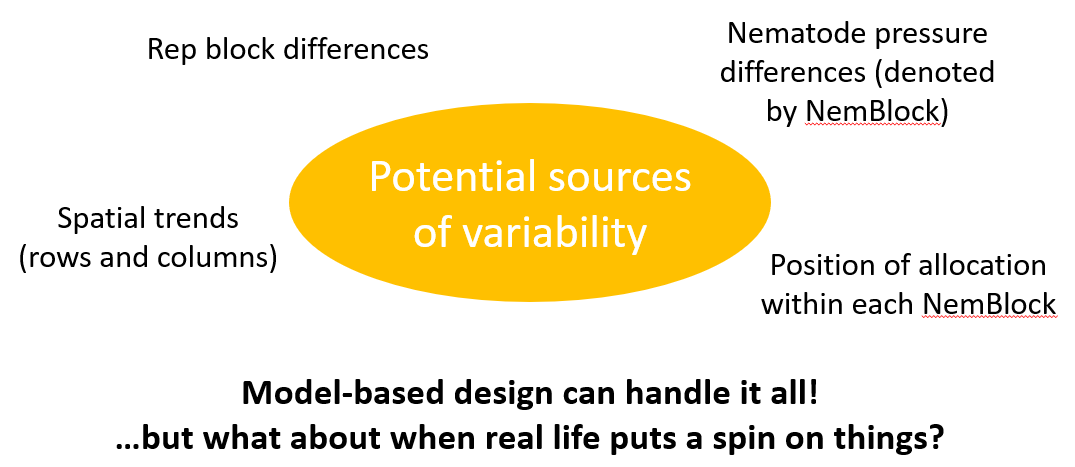 Rep block differences
Nematode pressure
differences (denoted
by NemBlock)
Potential sources
of variability
Spatial trends
(rows and columns)
Position of allocation
within each NemBlock
Model-based design can handle it all!
...but what about when real life puts a spin on things?